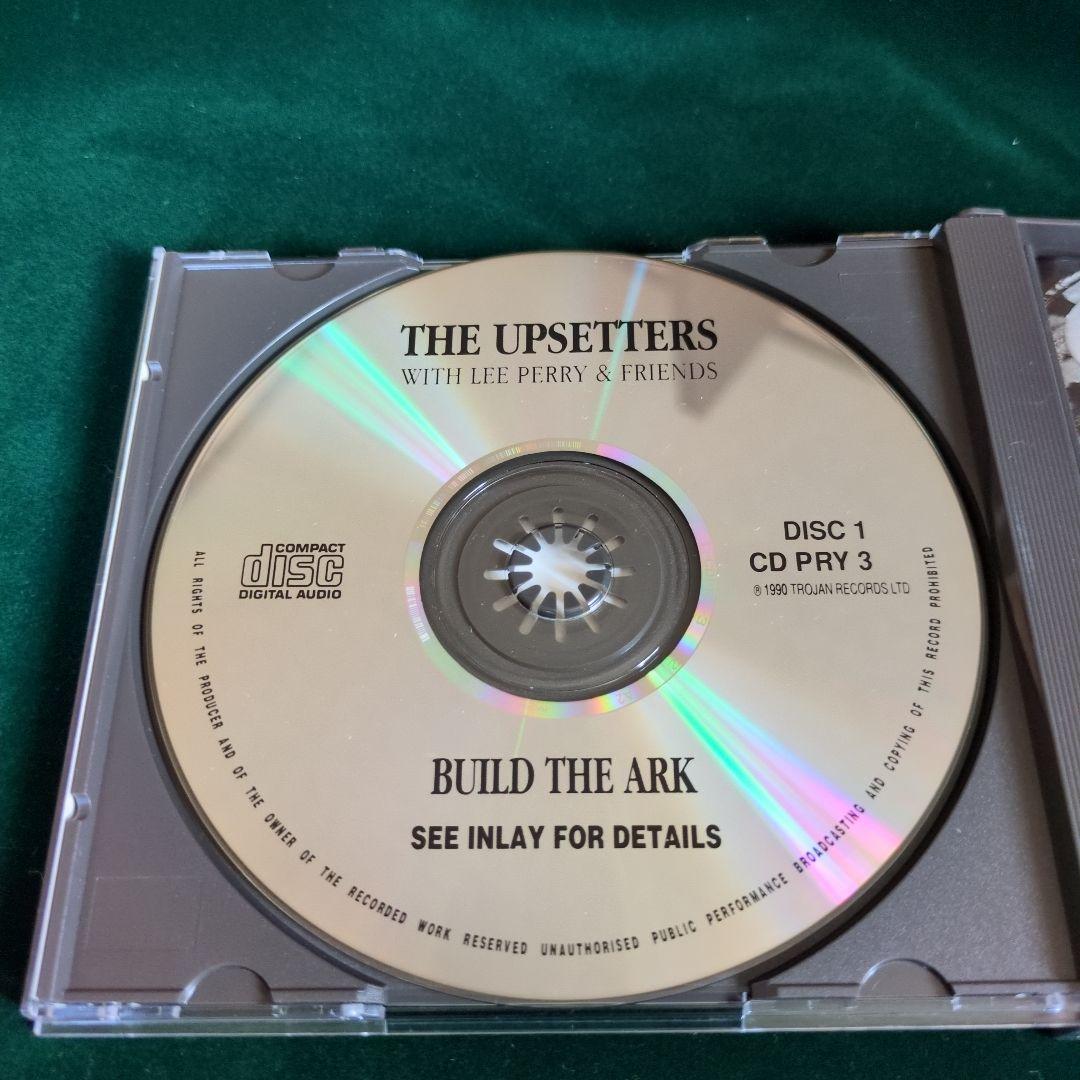 THE UPSETTERS
WITH LEE PERRY & FRIENDS
COMPACT
disc
DIGITAL AUDIO
DISC 1
CD PRY 3
℗ 1990 TROJAN RECORDS LTD
BUILD THE ARK
SEE INLAY FOR DETAILS
ALL RIGHTS OF THE PRODUCER AND OF THE OWNER OF THE RECORDED WORK RESERVED UNAUTHORISED PUBLIC PERFORMANCE BROADCASTING AND COPYING OF THIS RECORD PROHIBITED